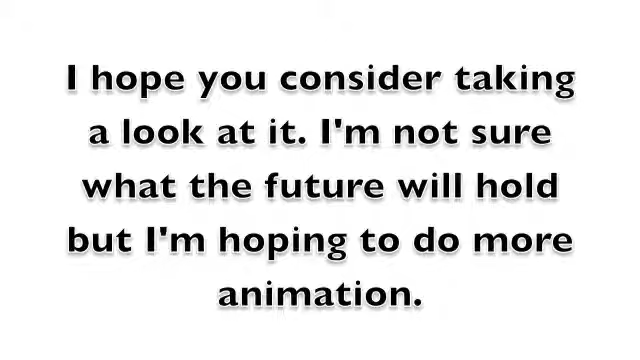 I hope you consider taking
a look at it. I'm not sure
what the future will hold
but I'm hoping to do more
animation.